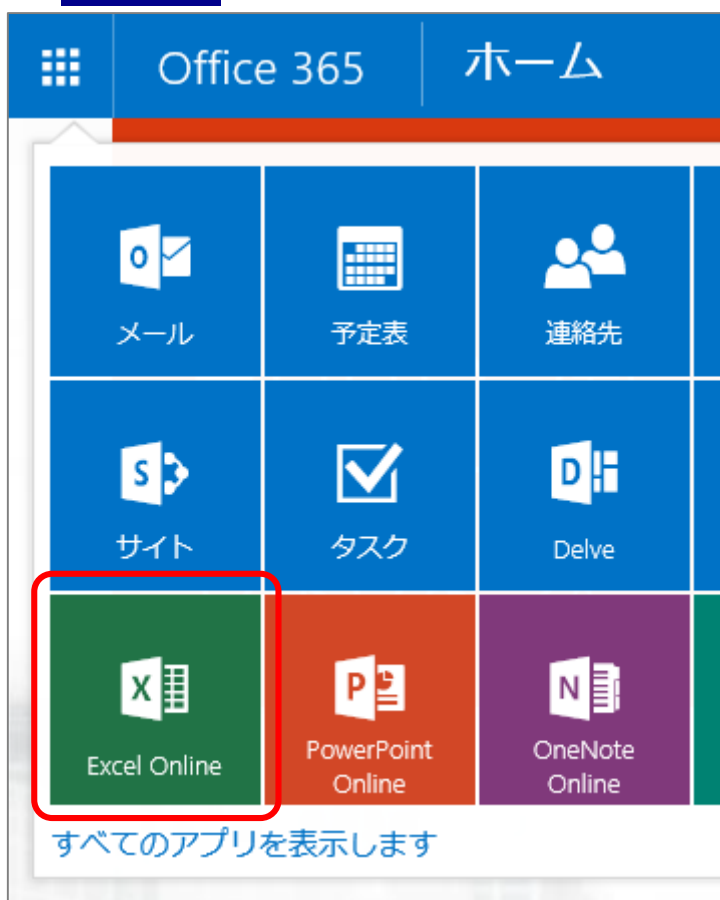 Office 365 ホーム
メール 予定表 連絡先
サイト タスク Delve
Excel Online PowerPoint Online OneNote Online
すべてのアプリを表示します